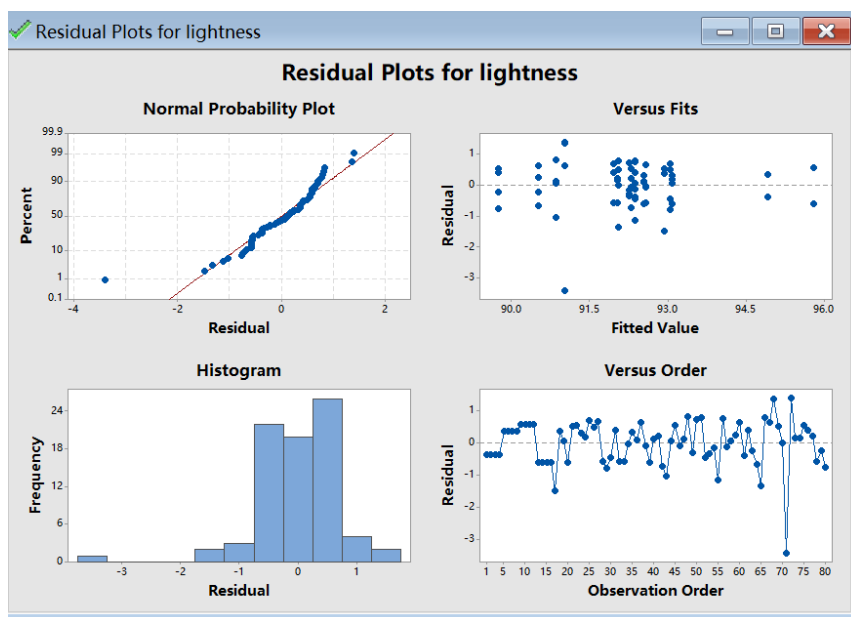 Residual Plots for lightness
Residual Plots for lightness
Normal Probability Plot
99.9
99
90
50
10
1
0.1
Percent
-4
-2
0
2
Residual
Versus Fits
1
0
-1
-2
-3
Residual
90.0
91.5
93.0
94.5
96.0
Fitted Value
Histogram
24
18
12
6
0
Frequency
-3
-2
-1
0
1
Residual
Versus Order
1
0
-1
-2
-3
Residual
1 5 10 15 20 25 30 35 40 45 50 55 60 65 70 75 80
Observation Order